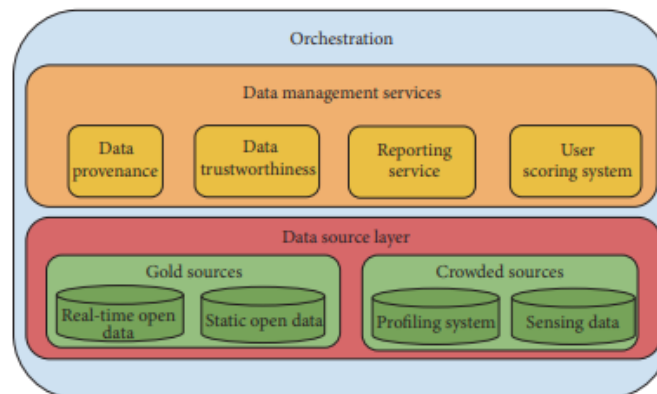 Orchestration
Data management services
Data
provenance
Data
trustworthiness
Reporting
service
User
scoring system
Data source layer
Gold sources
Real-time open
data
Static open data
Crowded sources
Profiling system
Sensing data